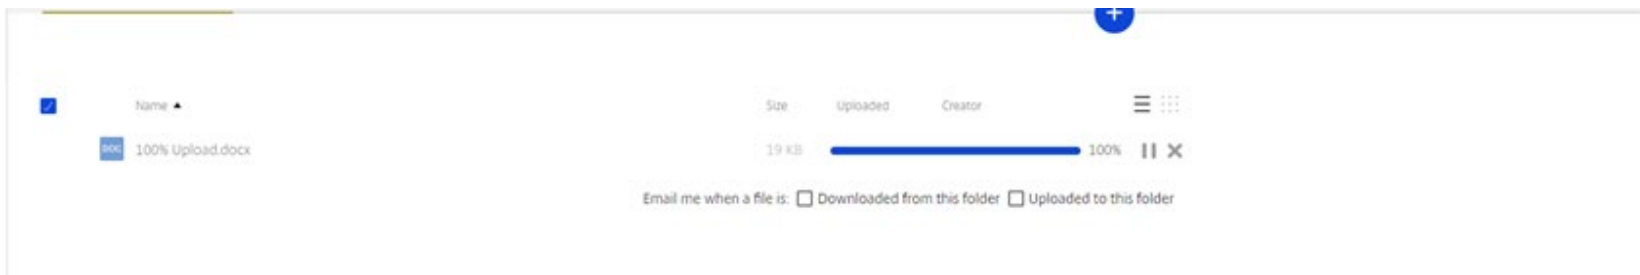 Name Size Uploaded Creator
DOC 100% Upload.docx 19 KB 100%
Email me when a file is: Downloaded from this folder Uploaded to this folder